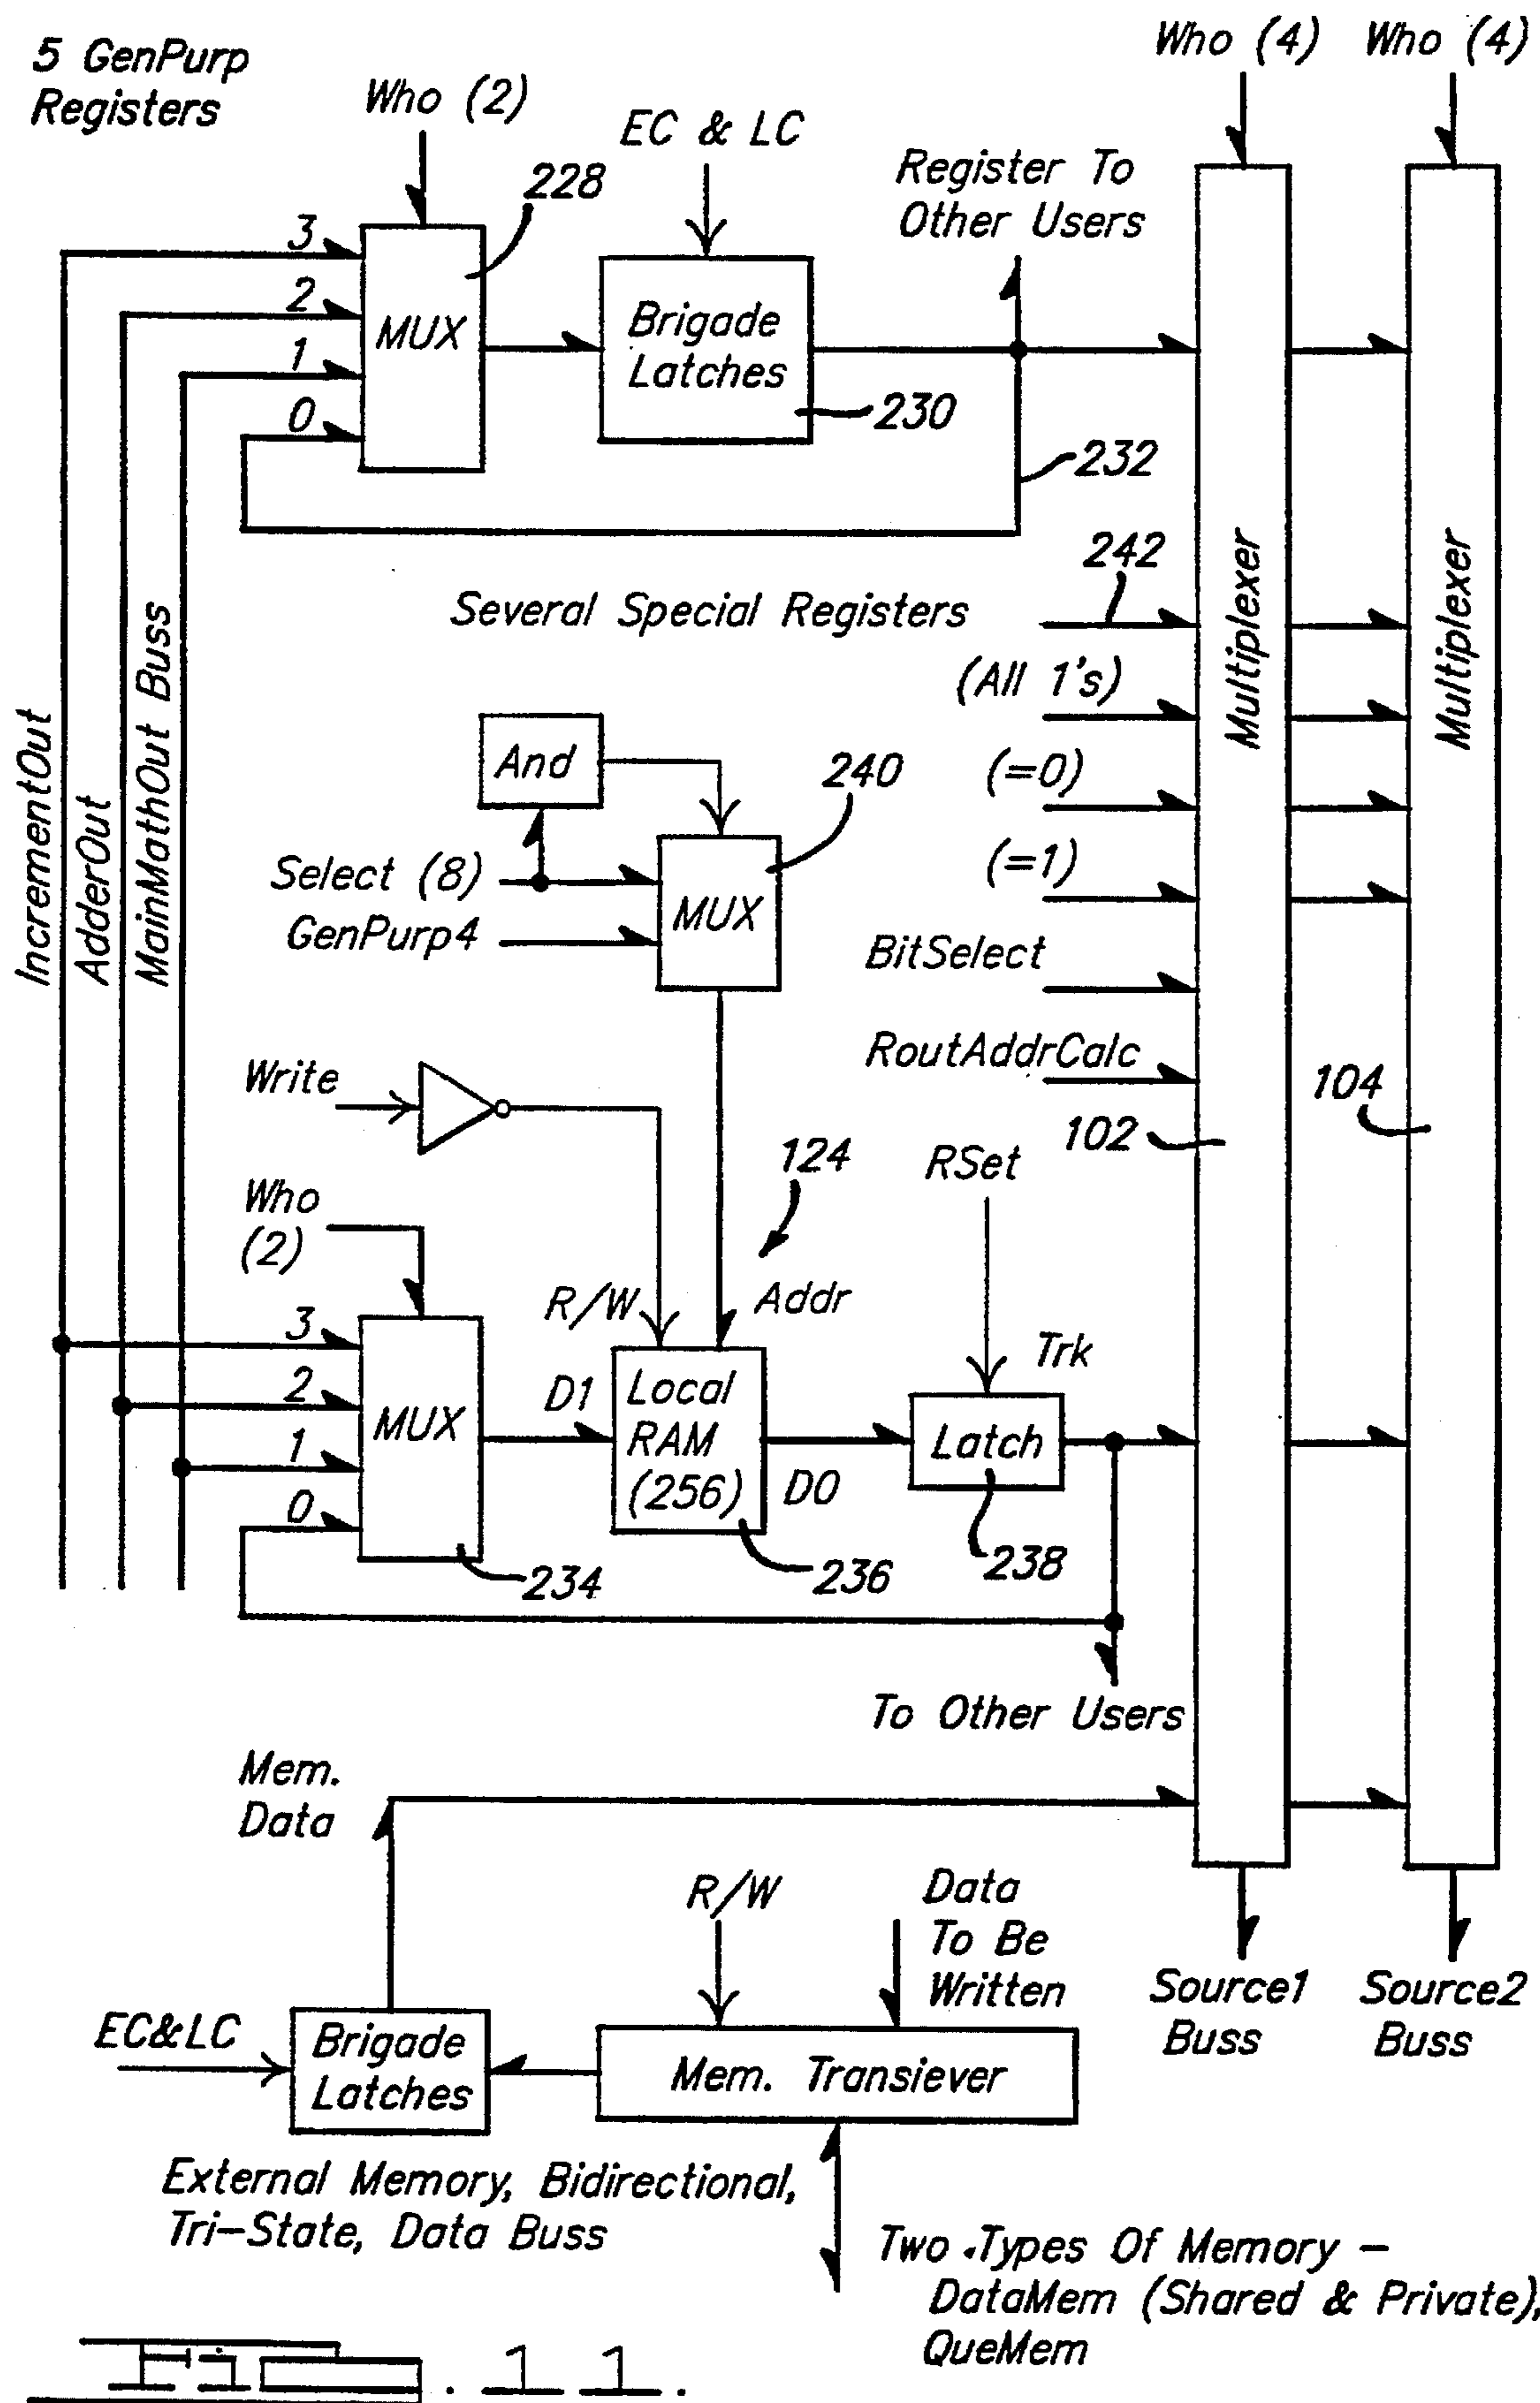 5 GenPurp
Registers
Who (2)
EC & LC
Who (4)
Who (4)
228
Register To
Other Users
3
2
1
0
MUX
Brigade
Latches
230
232
242
Several Special Registers
(All 1's)
(=0)
(=1)
BitSelect
RoutAddrCalc
Multiplexer
Multiplexer
IncrementOut
AdderOut
MainMathOut Buss
And
240
Select (8)
GenPurp4
MUX
Write
102
104
124
RSet
Who
(2)
R/W
Addr
Trk
3
2
1
0
MUX
D1
Local
RAM
(256)
DO
Latch
234
236
238
To Other Users
Mem.
Data
R/W
Data
To Be
Written
Source1
Buss
Source2
Buss
EC&LC
Brigade
Latches
Mem. Transiever
External Memory, Bidirectional,
Tri-State, Data Buss
Two Types Of Memory -
DataMem (Shared & Private),
QueMem
Fig. 11.